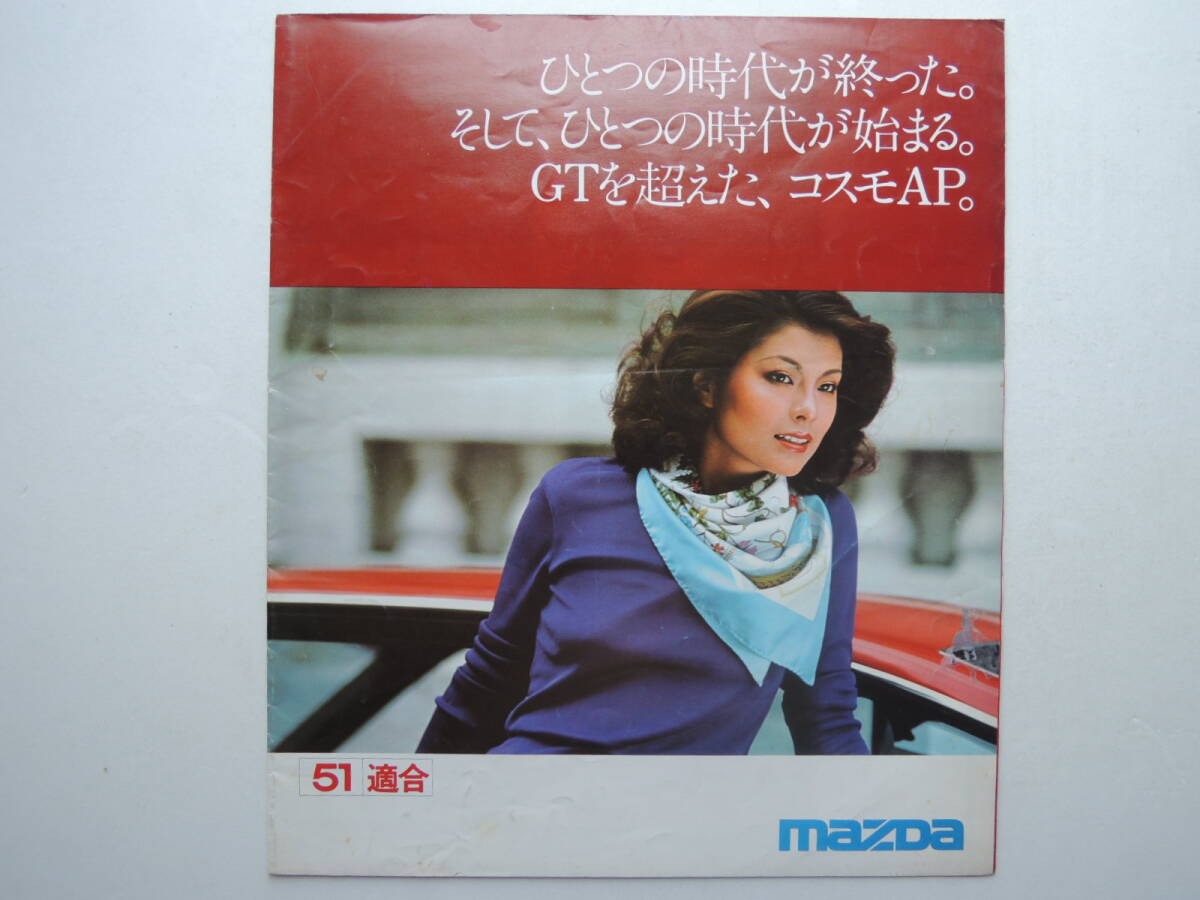 ひとつの時代が終った。
そして、ひとつの時代が始まる。
GTを超えた、コスモAP。
51 適合
mazda